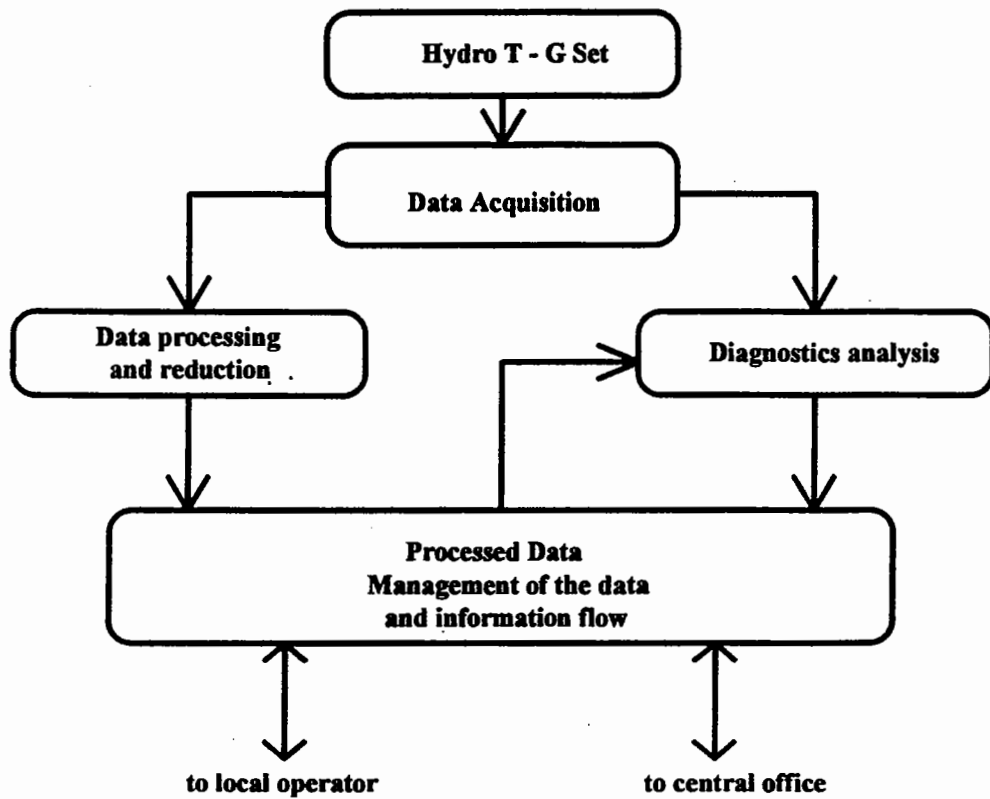 Hydro T - G Set
Data Acquisition
Data processing
and reduction
Diagnostics analysis
Processed Data
Management of the data
and information flow
to local operator
to central office